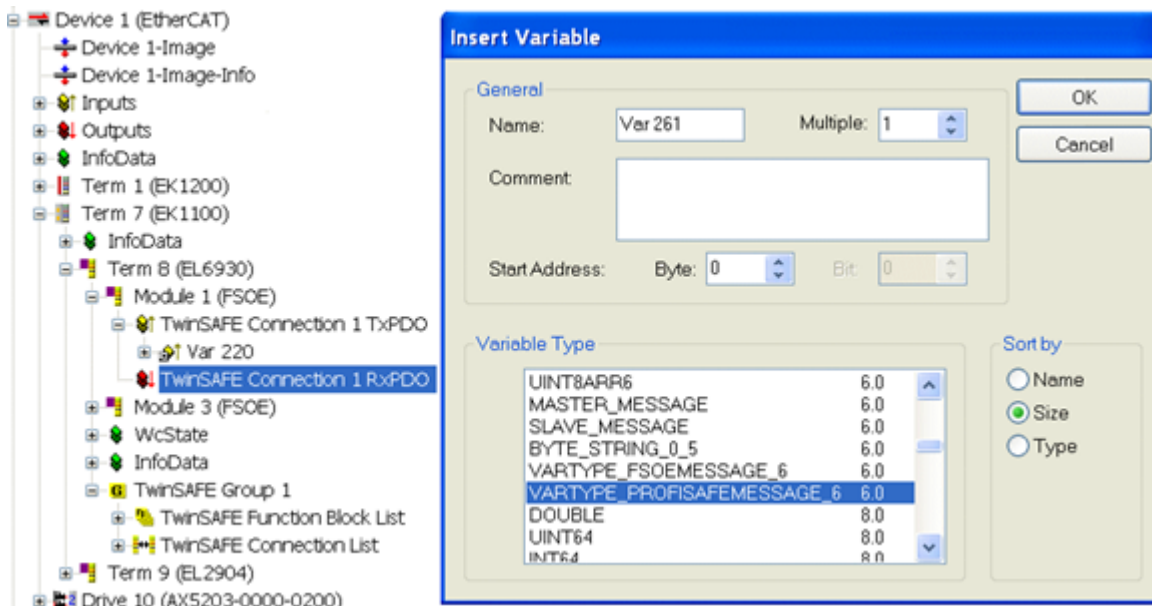 Device 1 (EtherCAT)
Device 1-Image
Device 1-Image-Info
Inputs
Outputs
InfoData
Term 1 (EK1200)
Term 7 (EK1100)
InfoData
Term 8 (EL6930)
Module 1 (FSOE)
TwinSAFE Connection 1 TxPDO
Var 220
TwinSAFE Connection 1 RxPDO
Module 3 (FSOE)
WcState
InfoData
TwinSAFE Group 1
TwinSAFE Function Block List
TwinSAFE Connection List
Term 9 (EL2904)
Drive 10 (AX5203-0000-0200)
Insert Variable
General
Name: Var 261 Multiple: 1
Comment:
Start Address: Byte: 0 Bit: 0
OK
Cancel
Variable Type
UINT8ARR6 6.0
MASTER_MESSAGE 6.0
SLAVE_MESSAGE 6.0
BYTE_STRING_0_5 6.0
VARTYPE_FSOEMESSAGE_6 6.0
VARTYPE_PROFISAFEMESSAGE_6 6.0
DOUBLE 8.0
UINT64 8.0
INT64 8.0
Sort by
Name
Size
Type